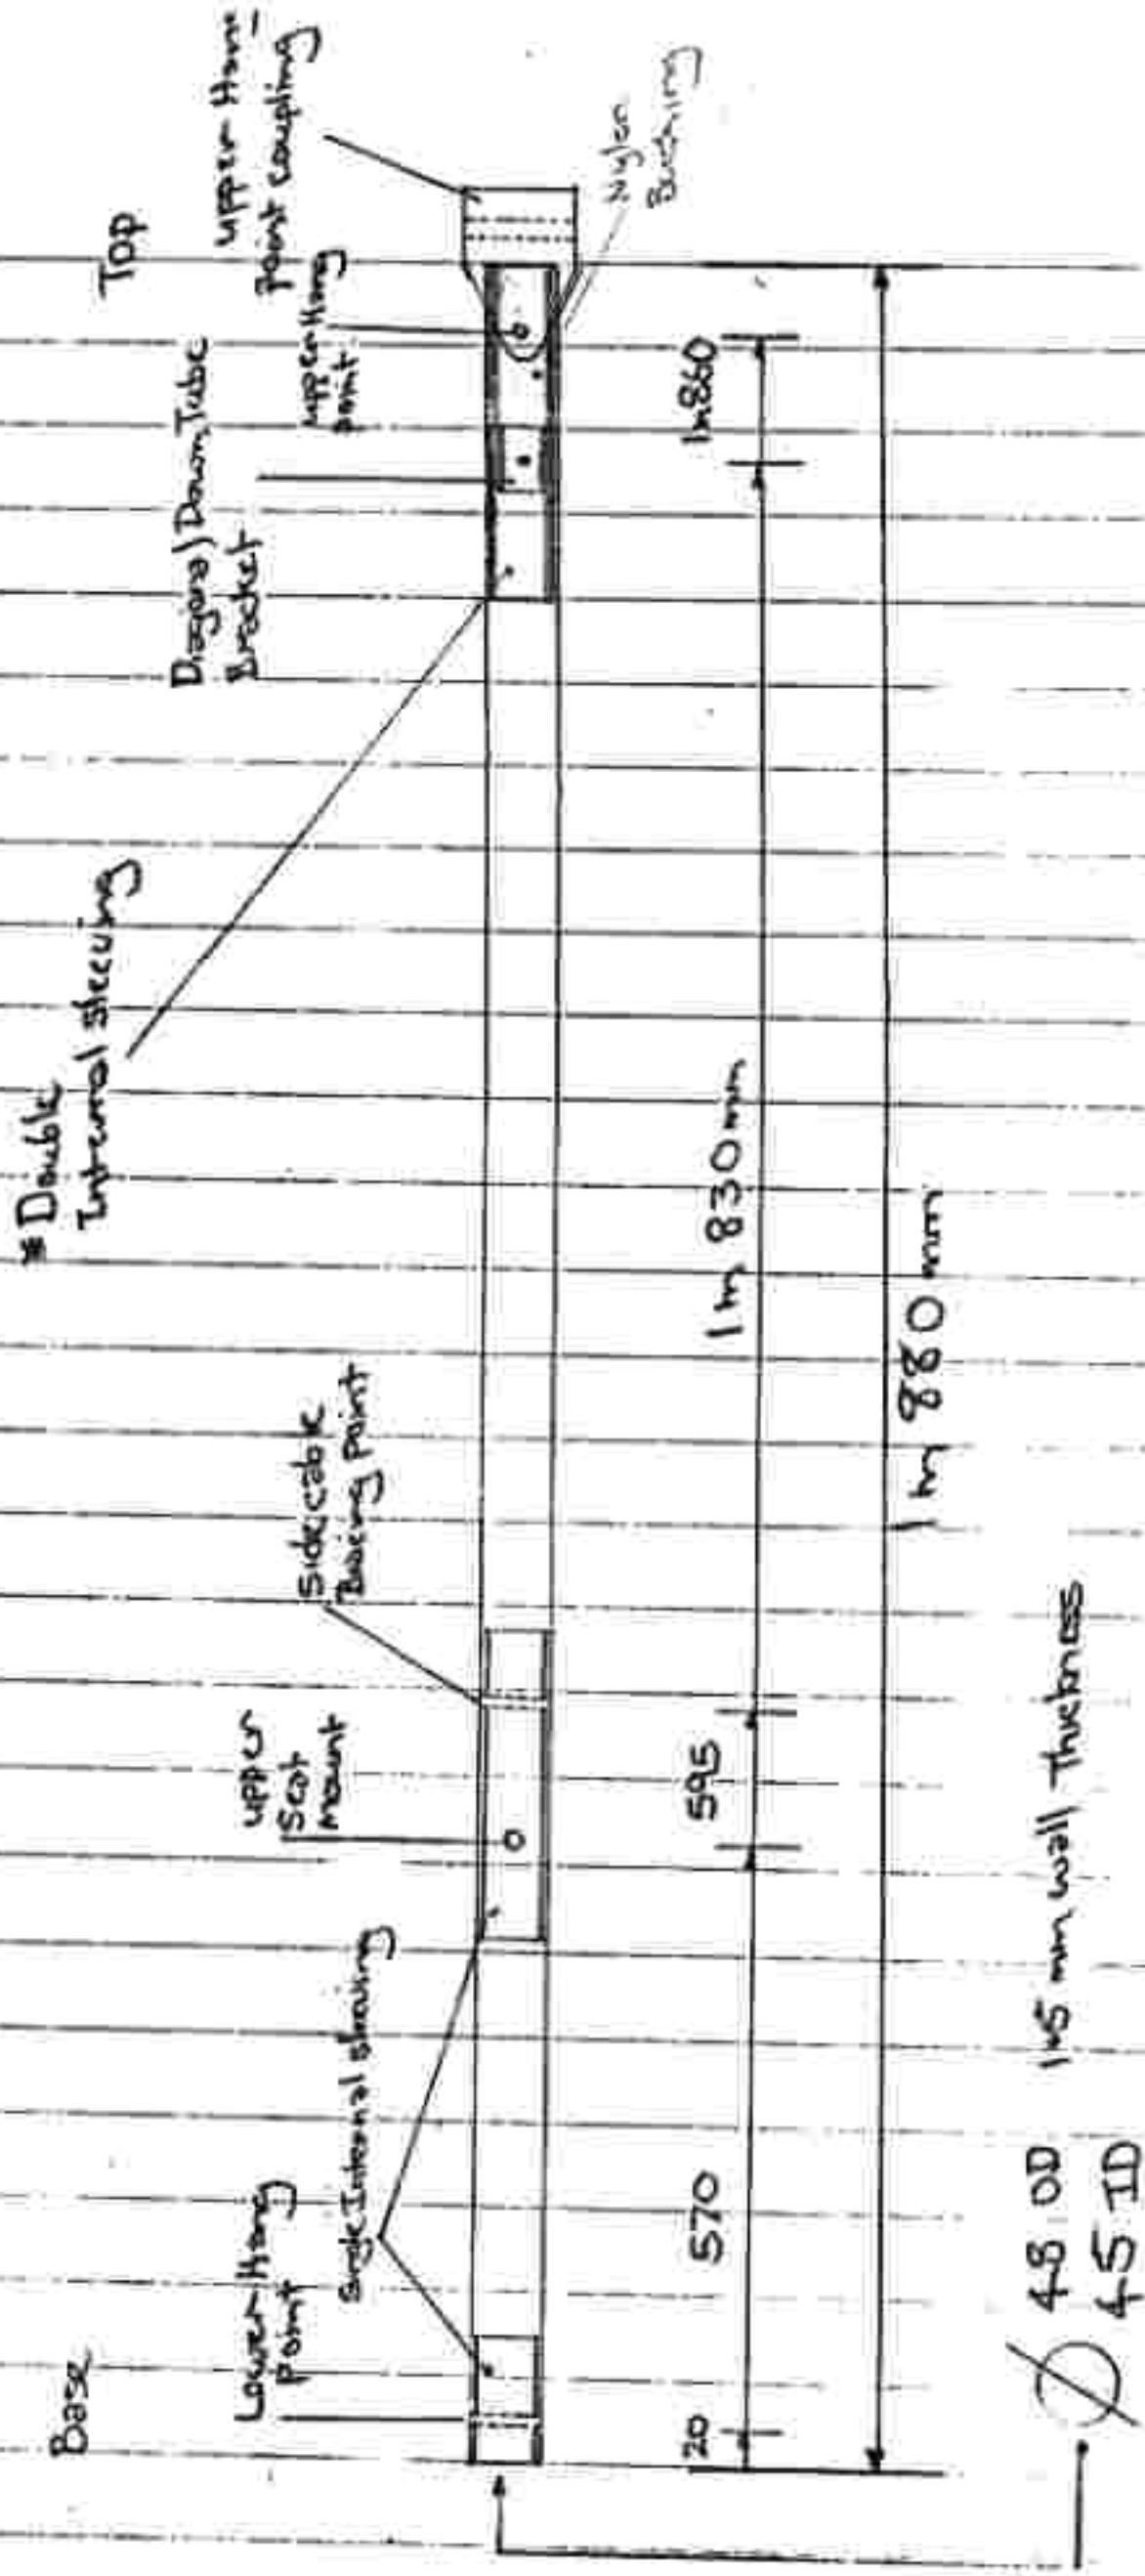 Base
Top
Lower Hang
Point
Single Internal sleeving
upper
Seat
Mount
Sidecable
Bracing Point
*Double
Internal sleeving
Diagonal/Down Tube
Bracket
upper Hang
point
upper Hang
Point coupling
Nylon
Bushing
20
570
595
1m 830mm
1m860
1m 880mm
Ø 48 OD
1.5 mm wall Thickness
45 ID